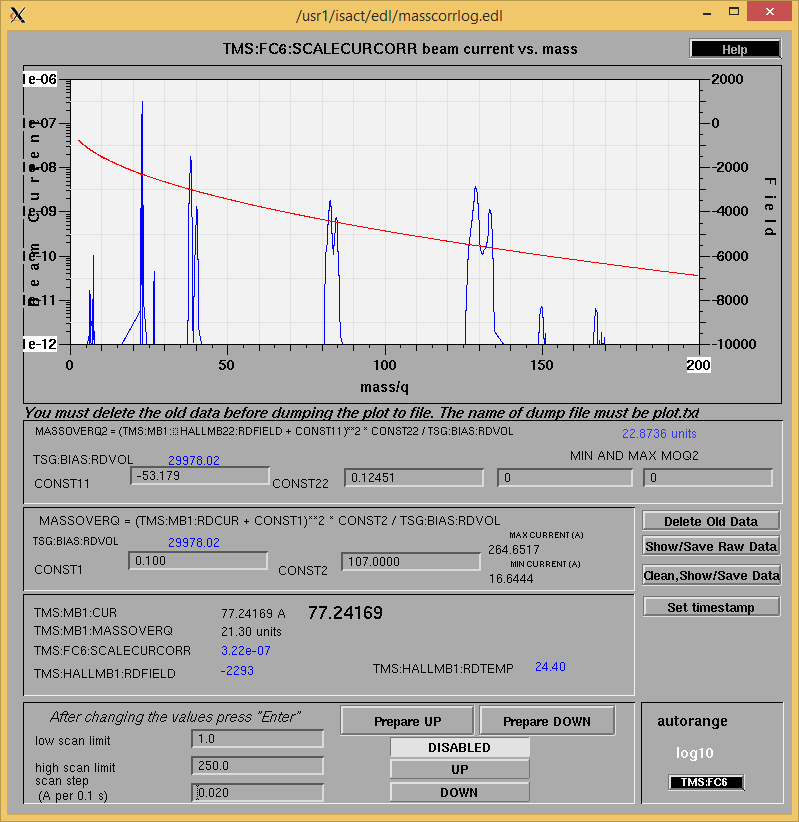 /usr1/isact/edl/masscorrlog.edl
TMS:FC6:SCALECURCORR beam current vs. mass
Help
1e-06
1e-07
1e-08
1e-09
1e-10
1e-11
1e-12
Beam Current
2000
0
-2000
-4000
-6000
-8000
-10000
Field
0 50 100 150 200
mass/q
You must delete the old data before dumping the plot to file. The name of dump file must be plot.txt
MASSOVERQ2 = (TMS:MB1:HALLMB22:RDFIELD + CONST11)**2 * CONST22 / TSG:BIAS:RDVOL
22.8736 units
TSG:BIAS:RDVOL 29978.02
MIN AND MAX MOQ2
CONST11 -53.179 CONST22 0.12451 0 0
MASSOVERQ = (TMS:MB1:RDCUR + CONST1)**2 * CONST2 / TSG:BIAS:RDVOL
TSG:BIAS:RDVOL 29978.02
MAX CURRENT (A)
264.6517
MIN CURRENT (A)
16.6444
CONST1 0.100 CONST2 107.0000
Delete Old Data
Show/Save Raw Data
Clean,Show/Save Data
Set timestamp
TMS:MB1:CUR 77.24169 A 77.24169
TMS:MB1:MASSOVERQ 21.30 units
TMS:FC6:SCALECURCORR 3.22e-07
TMS:HALLMB1:RDFIELD -2293
TMS:HALLMB1:RDTEMP 24.40
After changing the values press "Enter"
low scan limit 1.0
high scan limit 250.0
scan step
(A per 0.1 s) 0.020
Prepare UP Prepare DOWN
DISABLED
UP
DOWN
autorange
log10
TMS:FC6